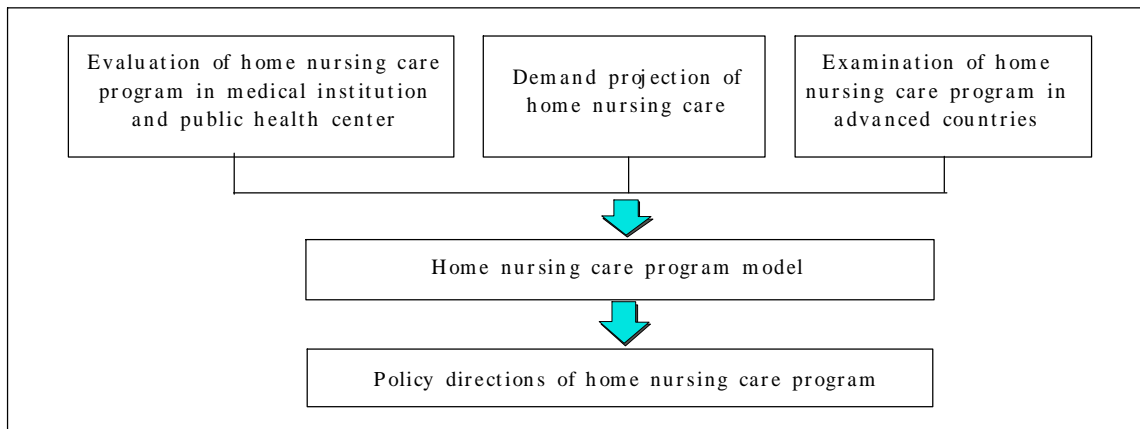 Evaluation of home nursing care
program in medical institution
and public health center
Demand projection of
home nursing care
Examination of home
nursing care program in
advanced countries
Home nursing care program model
Policy directions of home nursing care program